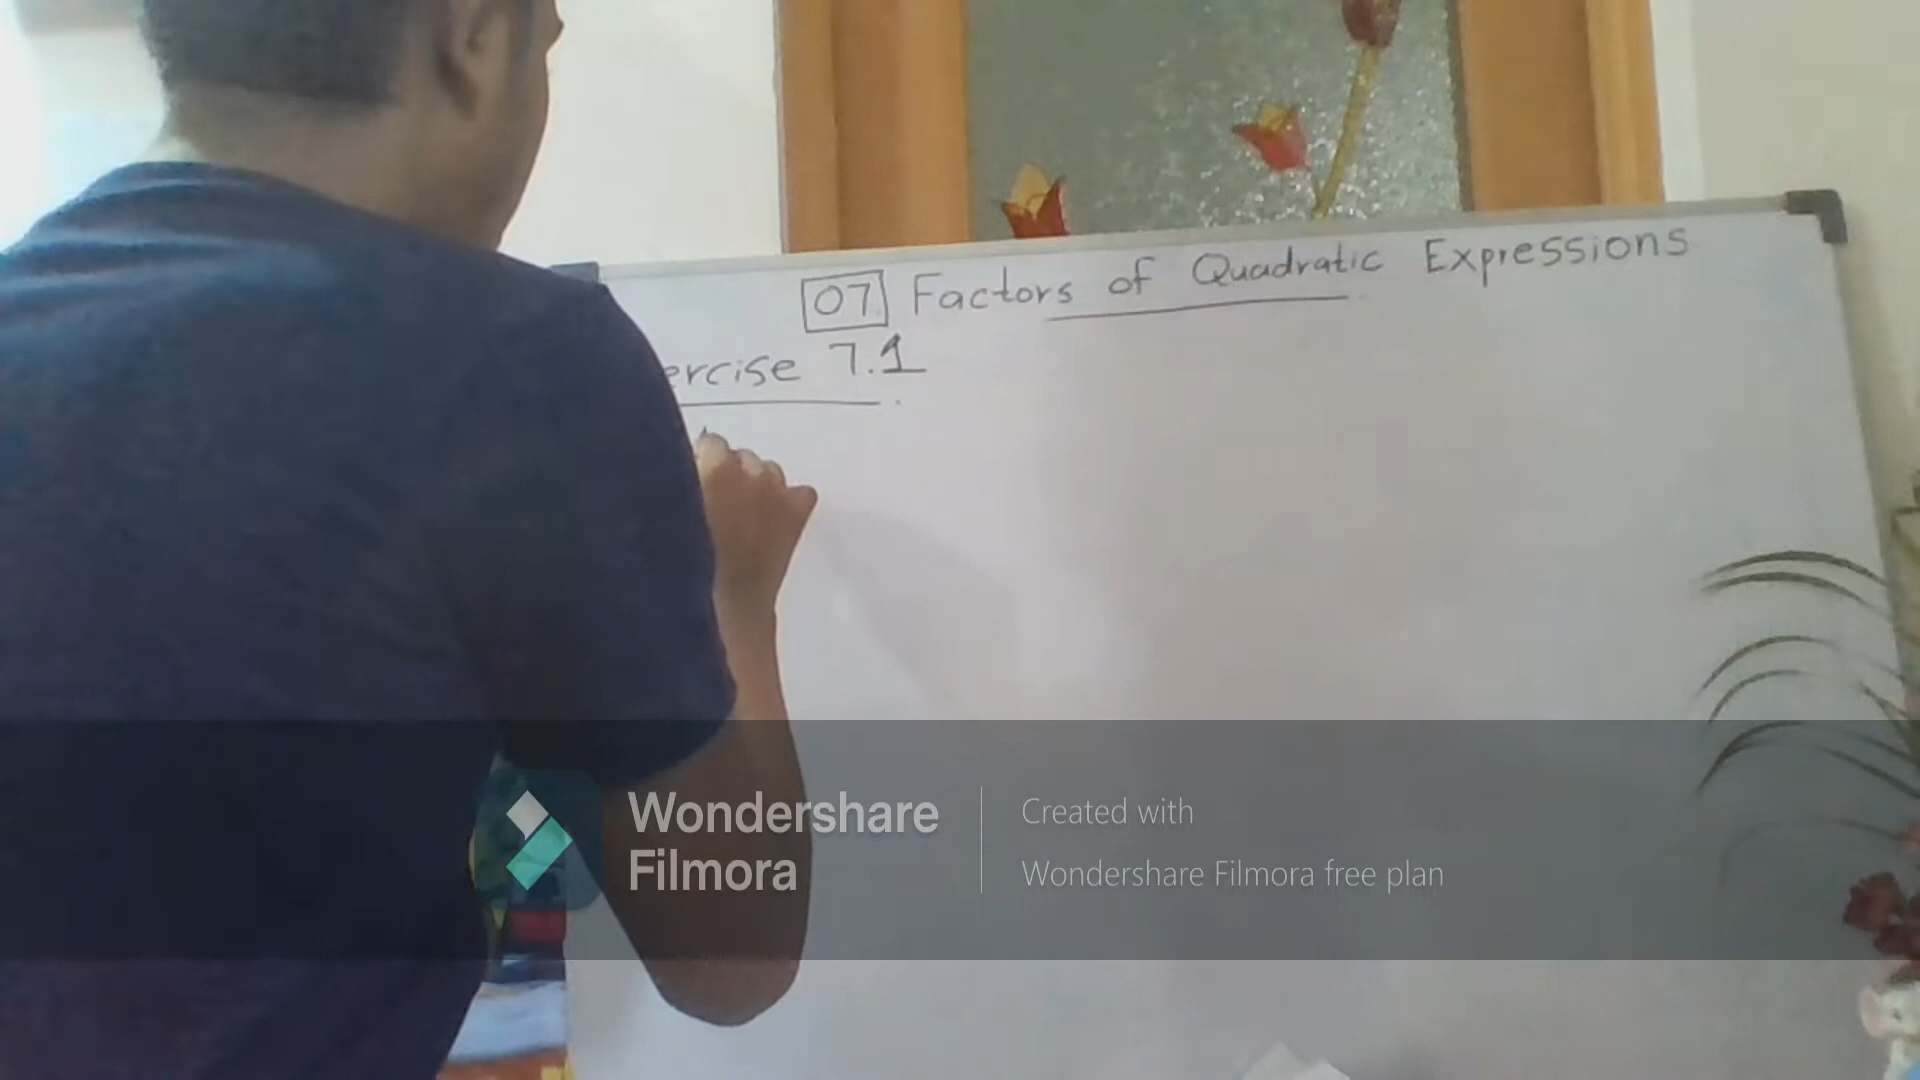 07 Factors of Quadratic Expressions
ercise 7.1
Wondershare
Filmora
Created with
Wondershare Filmora free plan